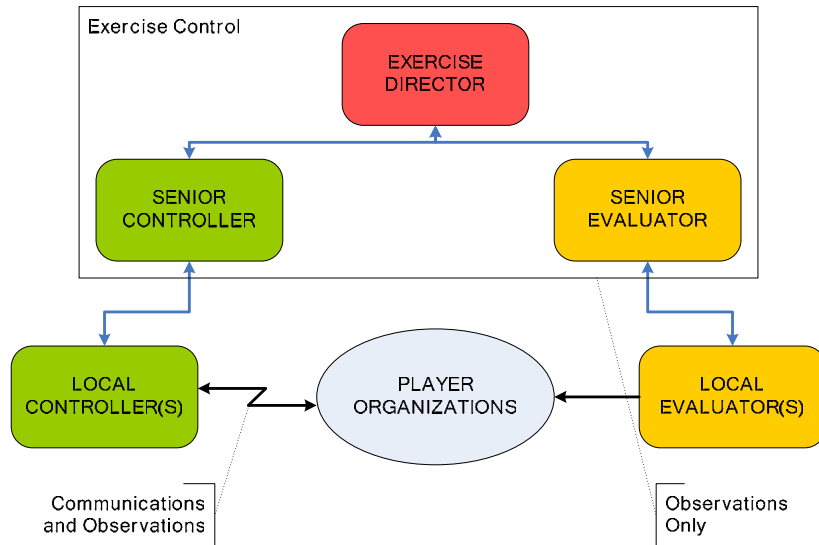 Exercise Control
EXERCISE
DIRECTOR
SENIOR
CONTROLLER
SENIOR
EVALUATOR
LOCAL
CONTROLLER(S)
PLAYER
ORGANIZATIONS
LOCAL
EVALUATOR(S)
Communications
and Observations
Observations
Only